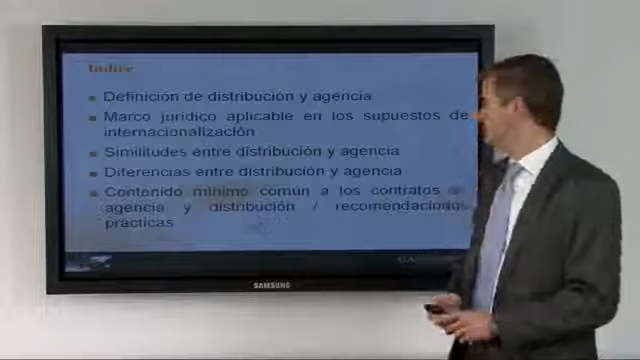 Índice
Definición de distribución y agencia
Marco jurídico aplicable en los supuestos de
internacionalización
Similitudes entre distribución y agencia
Diferencias entre distribución y agencia
Contenido mínimo común a los contratos
agencia y distribución / recomendaciones
prácticas
SAMSUNG